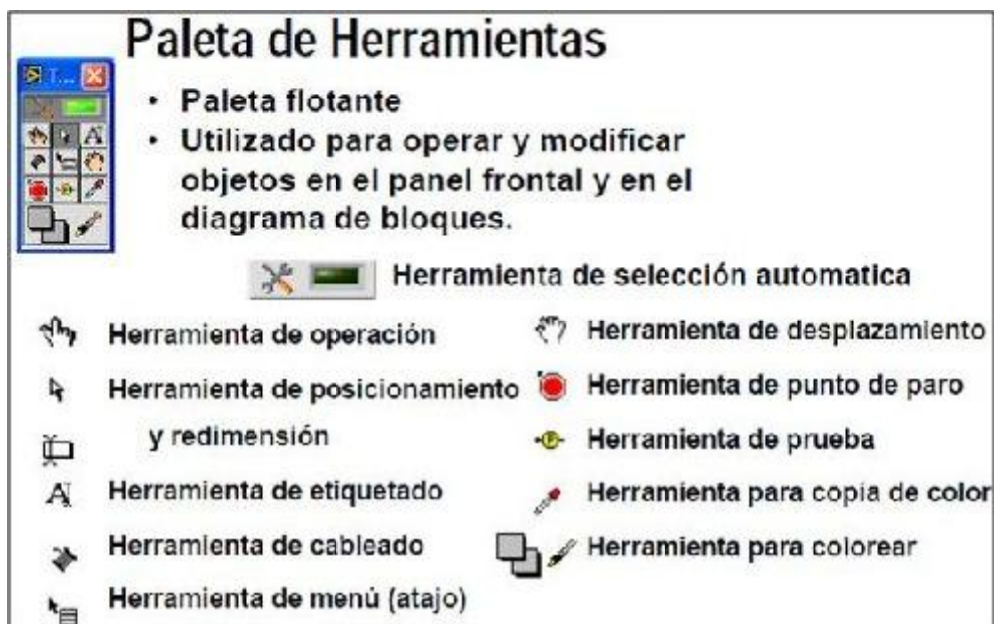 Paleta de Herramientas
T...
• Paleta flotante
• Utilizado para operar y modificar
objetos en el panel frontal y en el
diagrama de bloques.
Herramienta de selección automatica
Herramienta de operación
Herramienta de posicionamiento
y redimensión
Herramienta de etiquetado
Herramienta de cableado
Herramienta de menú (atajo)
Herramienta de desplazamiento
Herramienta de punto de paro
Herramienta de prueba
Herramienta para copia de color
Herramienta para colorear